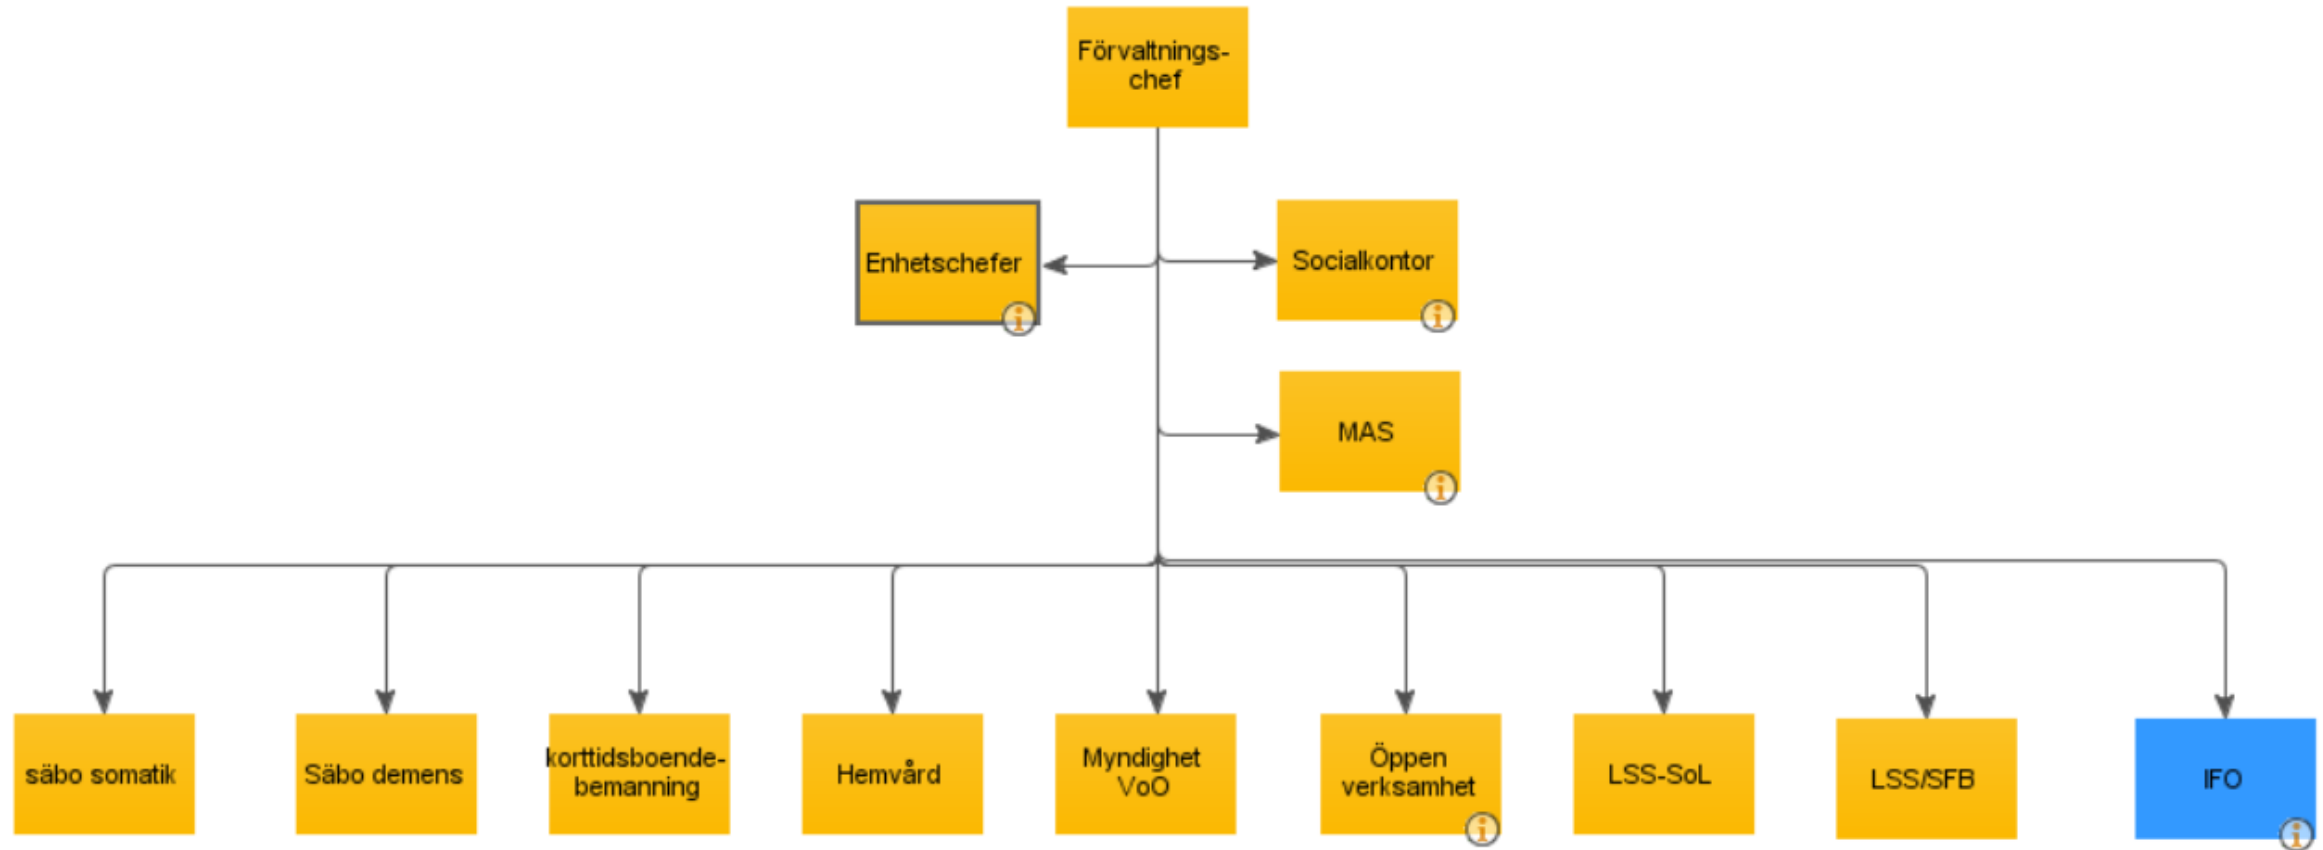 Förvaltnings-
chef
Enhetschefer
Socialkontor
MAS
säbo somatik
Säbo demens
korttidsboende-
bemanning
Hemvård
Myndighet
VoO
Öppen
verksamhet
LSS-SoL
LSS/SFB
IFO